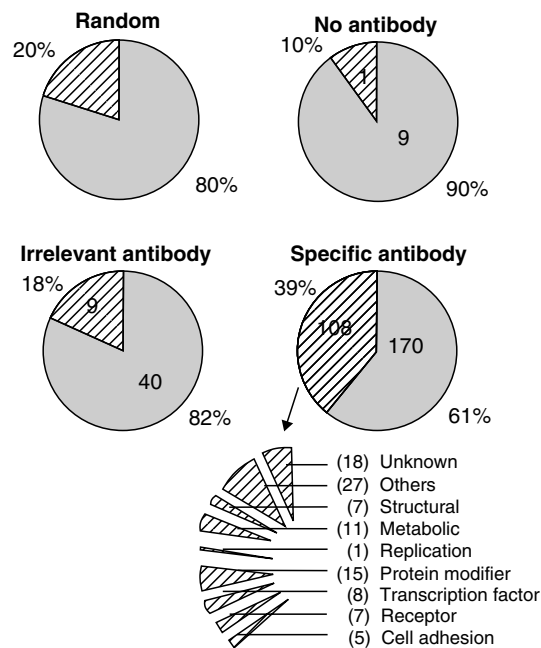 Random
20%
80%
No antibody
10%
1
9
90%
Irrelevant antibody
18%
9
40
82%
Specific antibody
39%
108
170
61%
(18) Unknown
(27) Others
(7) Structural
(11) Metabolic
(1) Replication
(15) Protein modifier
(8) Transcription factor
(7) Receptor
(5) Cell adhesion